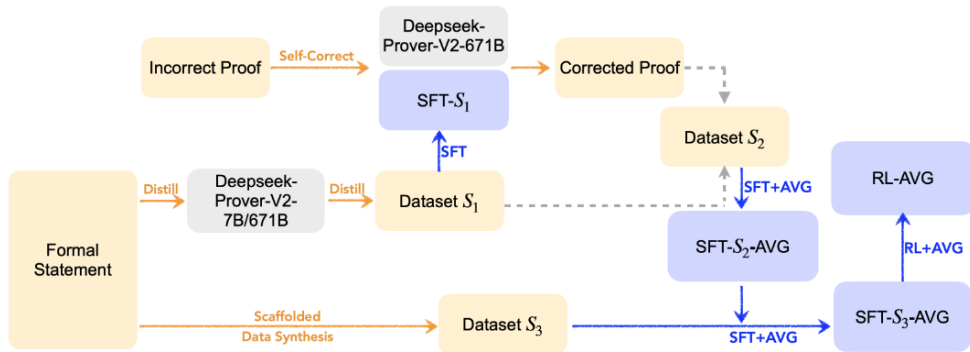 Deepseek-
Prover-V2-671B
Incorrect Proof
Self-Correct
Corrected Proof
SFT-S₁
Dataset S₂
SFT
Distill
Deepseek-
Prover-V2-
7B/671B
Distill
Dataset S₁
SFT+AVG
RL-AVG
Formal
Statement
SFT-S₂-AVG
RL+AVG
Scaffolded
Data Synthesis
Dataset S₃
SFT+AVG
SFT-S₃-AVG